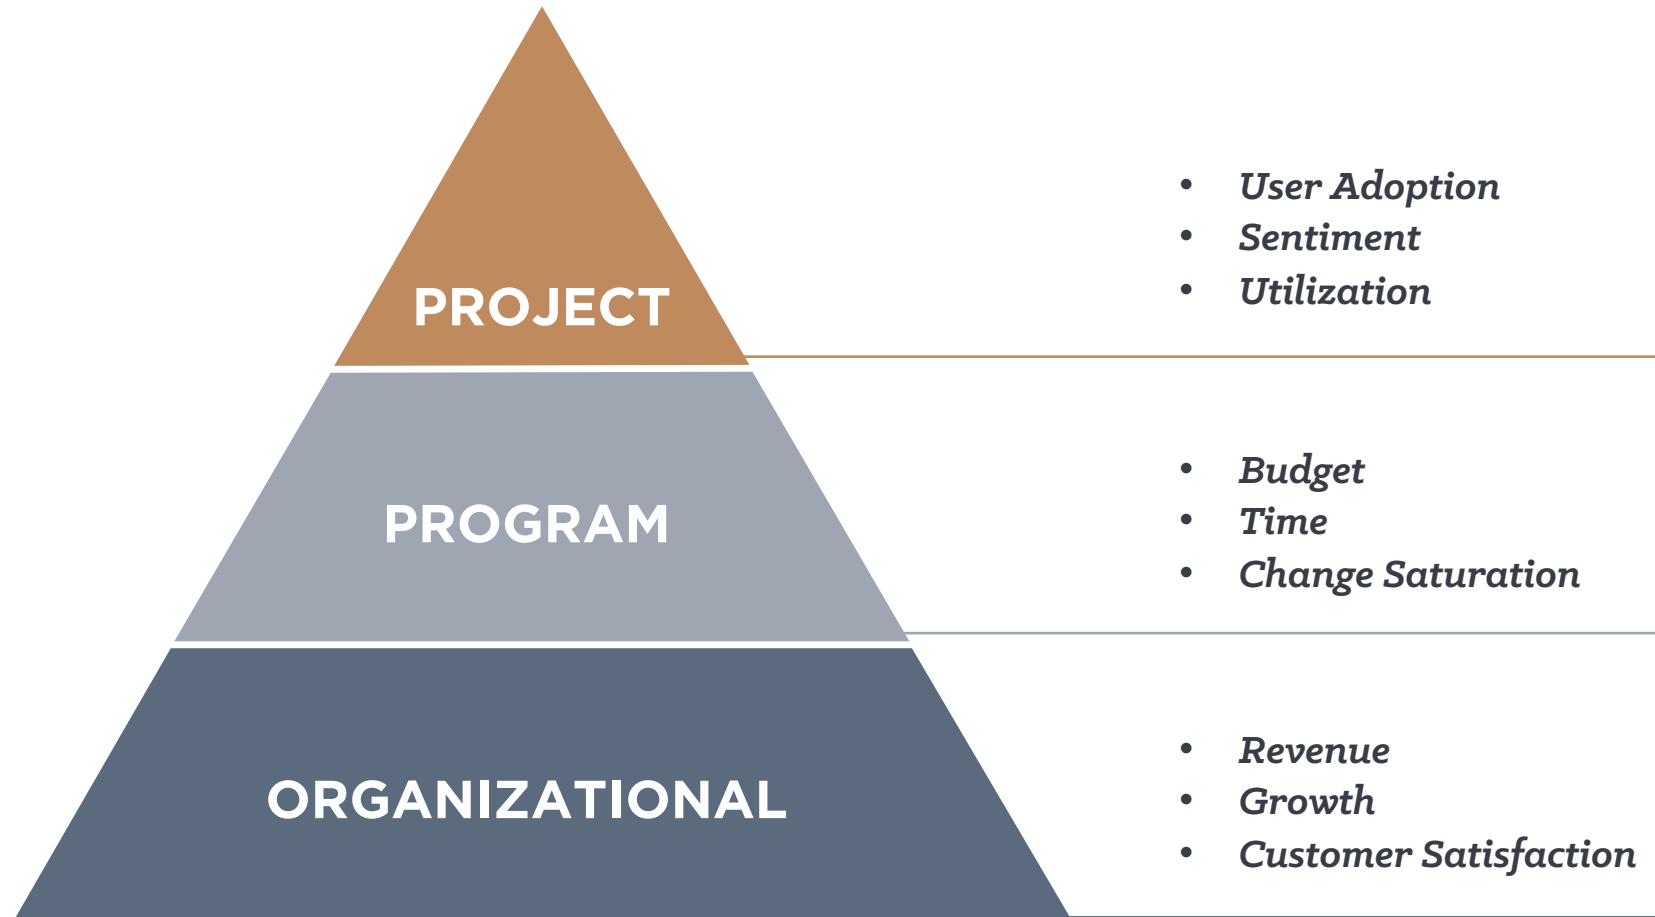 PROJECT
• User Adoption
• Sentiment
• Utilization
PROGRAM
• Budget
• Time
• Change Saturation
ORGANIZATIONAL
• Revenue
• Growth
• Customer Satisfaction